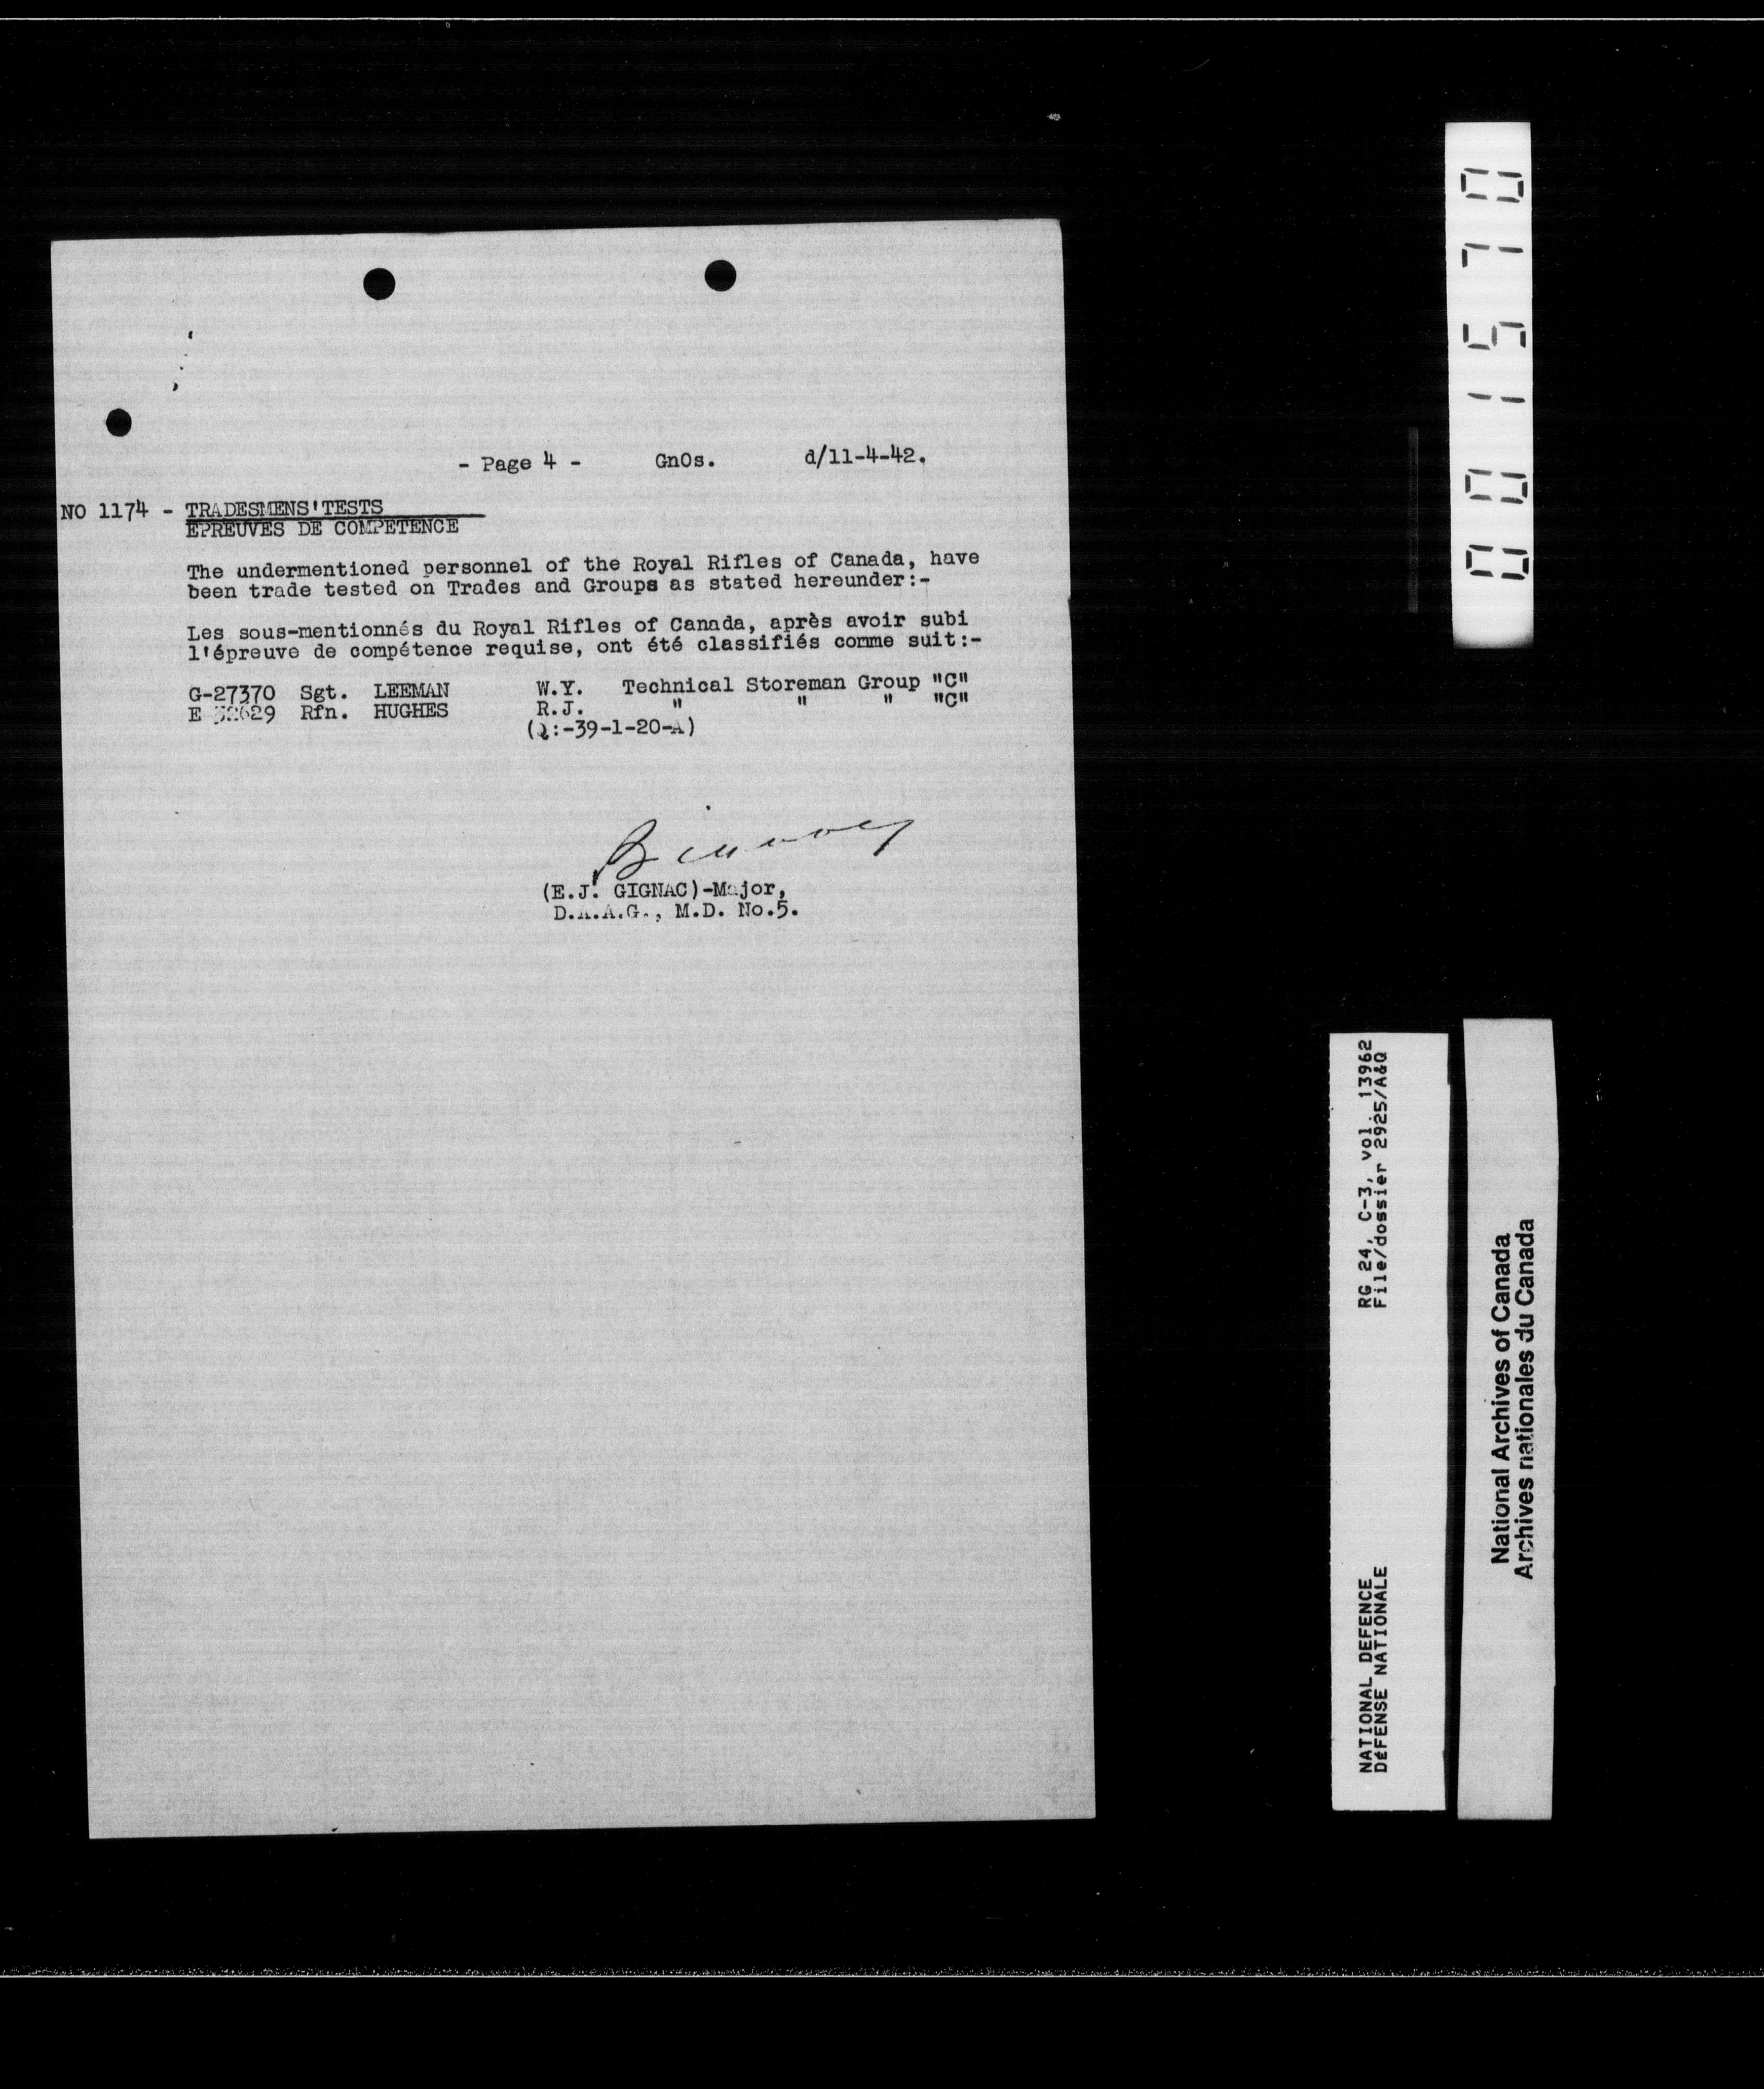 - Page 4 - GnOs. d/11-4-42.
NO 1174 - TRADESMENS'TESTS
EPREUVES DE COMPETENCE
The undermentioned personnel of the Royal Rifles of Canada, have
been trade tested on Trades and Groups as stated hereunder:-
Les sous-mentionnés du Royal Rifles of Canada, après avoir subi
l'épreuve de compétence requise, ont été classifiés comme suit:-
G-27370 Sgt. LEEMAN W.Y. Technical Storeman Group "C"
E 32629 Rfn. HUGHES R.J. " " " "C"
(Q:-39-1-20-A)
(E.J. GIGNAC)-Major,
D.A.A.G., M.D. No.5.
001570
RG 24, C-3, vol. 13962
File/dossier 2925/A&Q
NATIONAL DEFENCE
DéFENSE NATIONALE
National Archives of Canada
Archives nationales du Canada